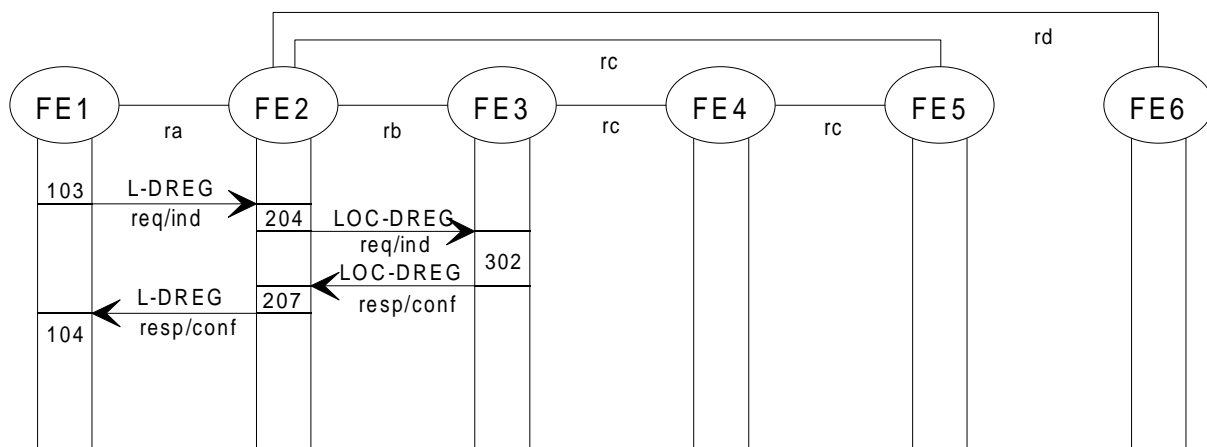 rd
rc
FE1
FE2
FE3
FE4
FE5
FE6
ra
rb
rc
rc
103
L-DREG
req/ind
204
LOC-DREG
req/ind
302
LOC-DREG
resp/conf
207
L-DREG
resp/conf
104